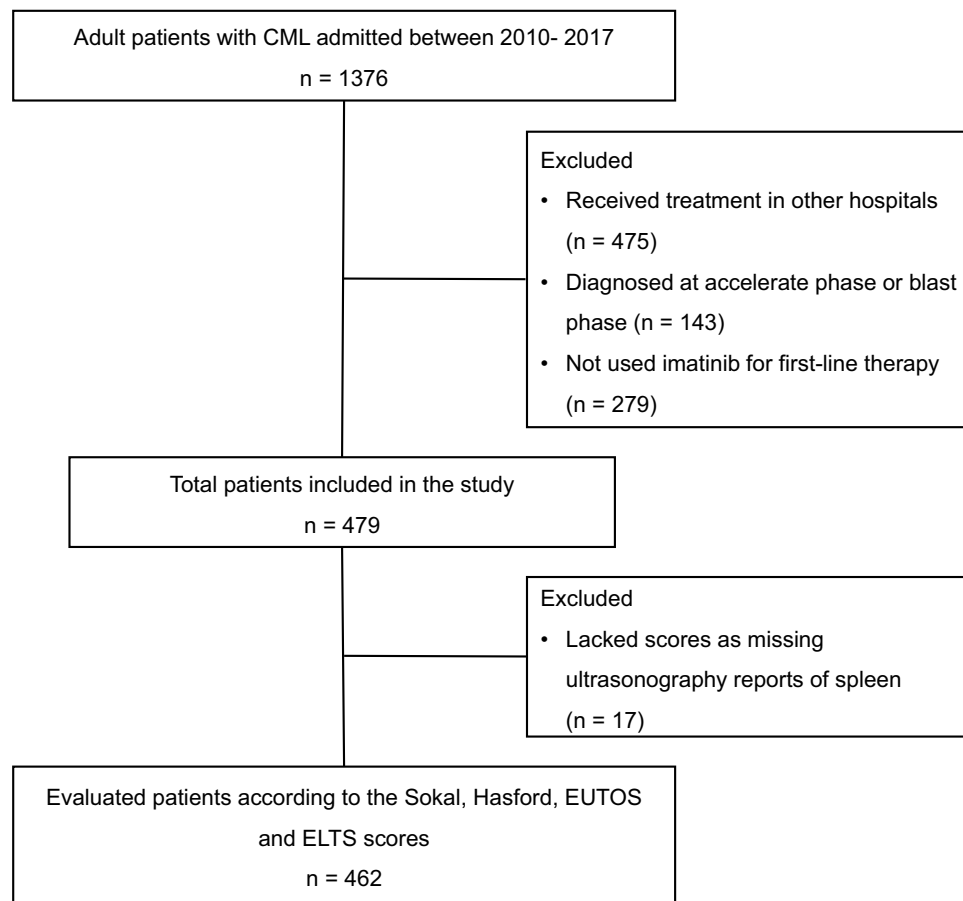 Adult patients with CML admitted between 2010- 2017
n = 1376
Excluded
• Received treatment in other hospitals
(n = 475)
• Diagnosed at accelerate phase or blast
phase (n = 143)
• Not used imatinib for first-line therapy
(n = 279)
Total patients included in the study
n = 479
Excluded
• Lacked scores as missing
ultrasonography reports of spleen
(n = 17)
Evaluated patients according to the Sokal, Hasford, EUTOS
and ELTS scores
n = 462